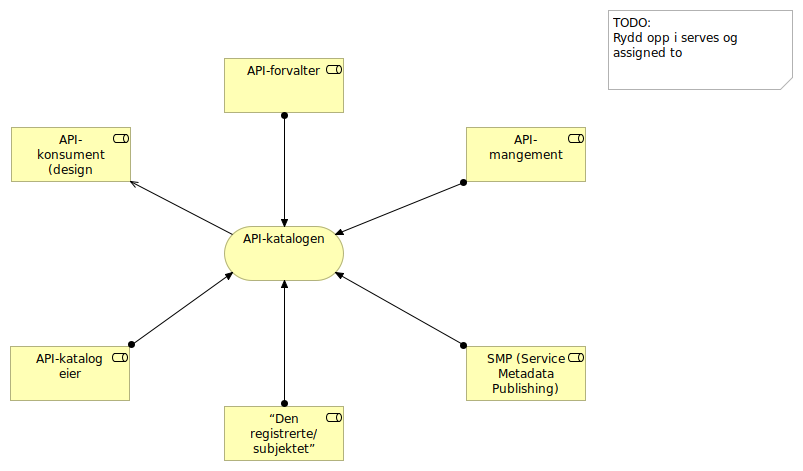 TODO:
Rydd opp i serves og
assigned to
API-forvalter
API-
konsument
(design
API-
mangement
API-katalogen
API-katalog
eier
SMP (Service
Metadata
Publishing)
“Den
registrerte/
subjektet”